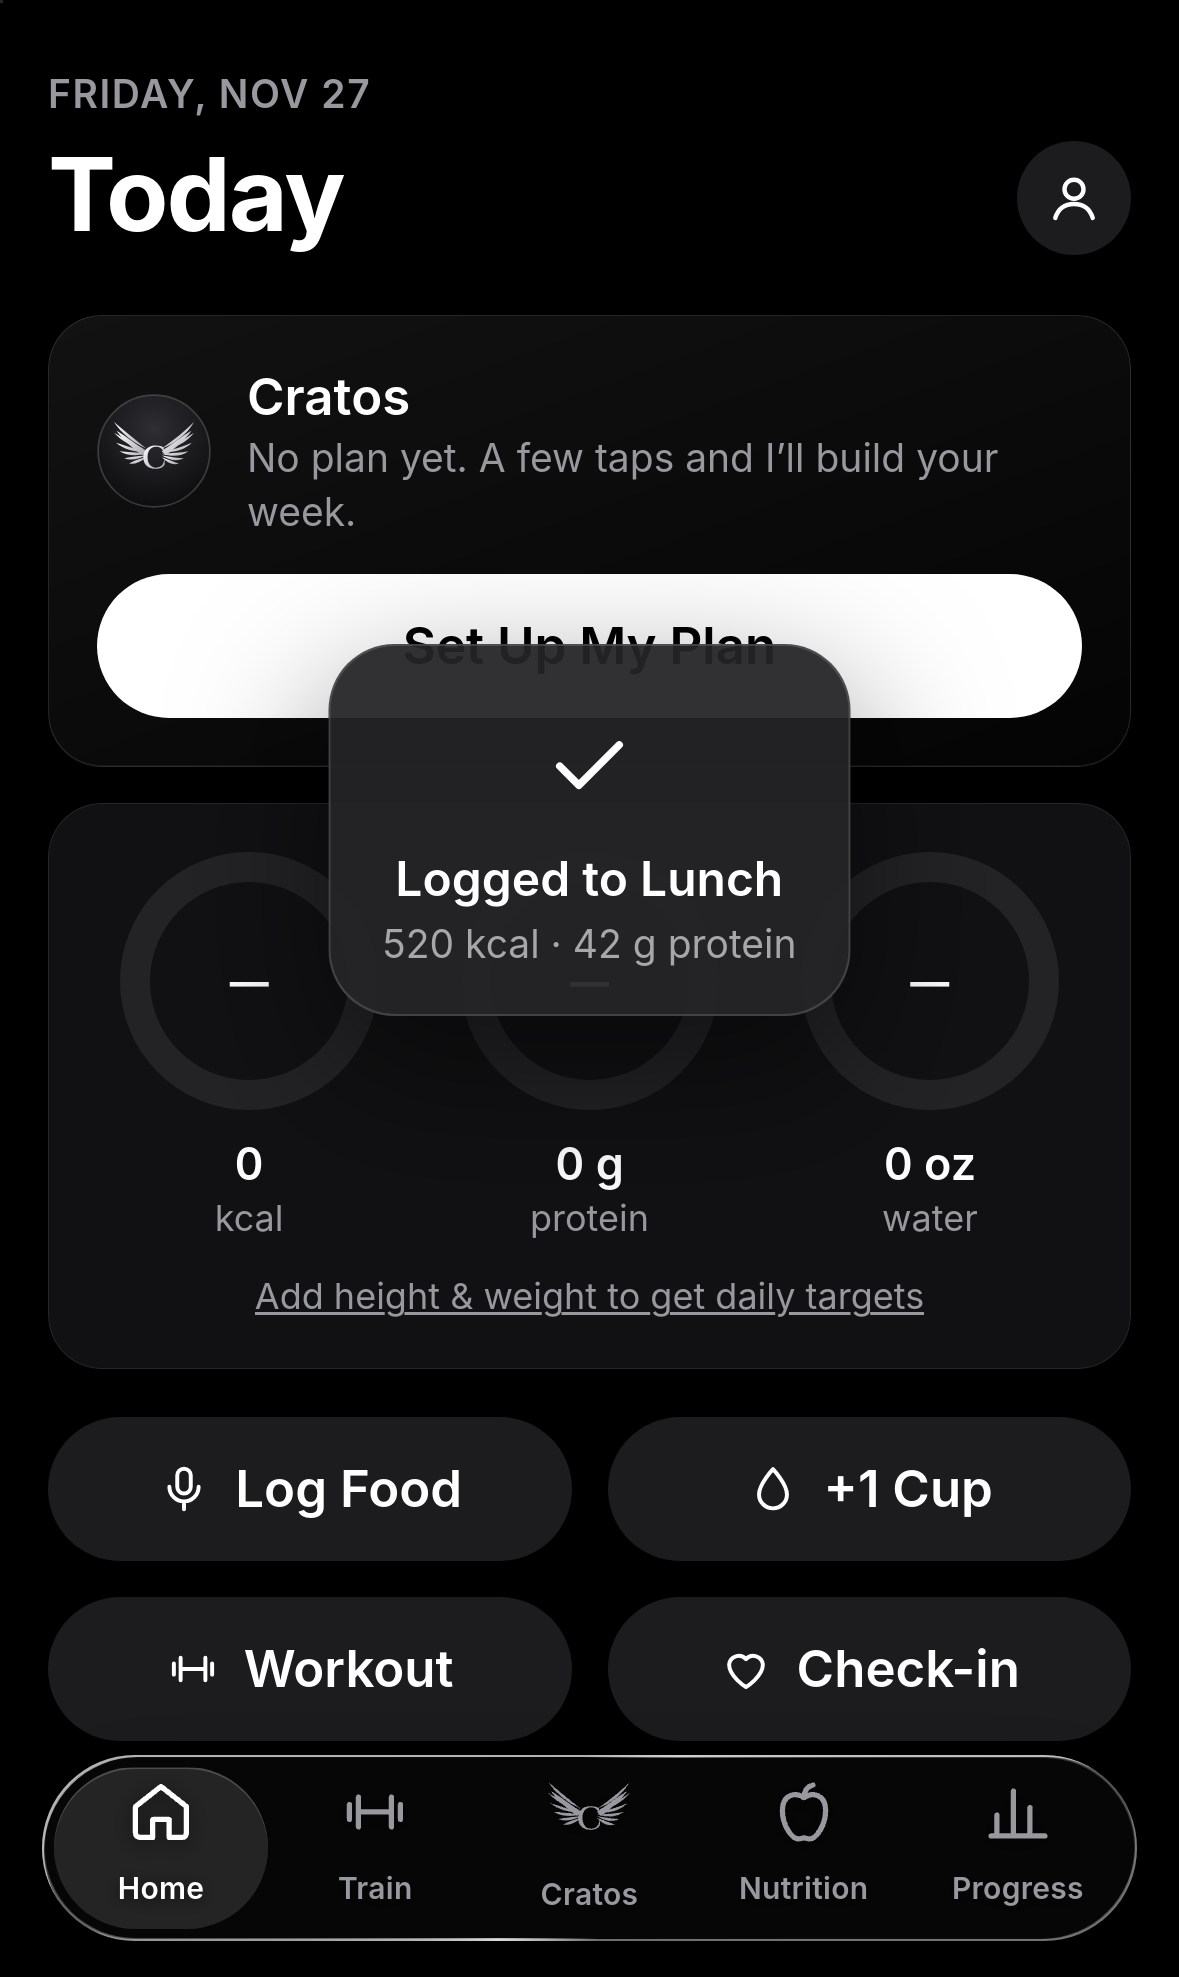 FRIDAY, NOV 27
Today
Cratos
No plan yet. A few taps and I’ll build your
week.
Set Up My Plan
Logged to Lunch
520 kcal · 42 g protein
— — —
0 0 g 0 oz
kcal protein water
Add height & weight to get daily targets
Log Food +1 Cup
Workout Check-in
Home Train Cratos Nutrition Progress